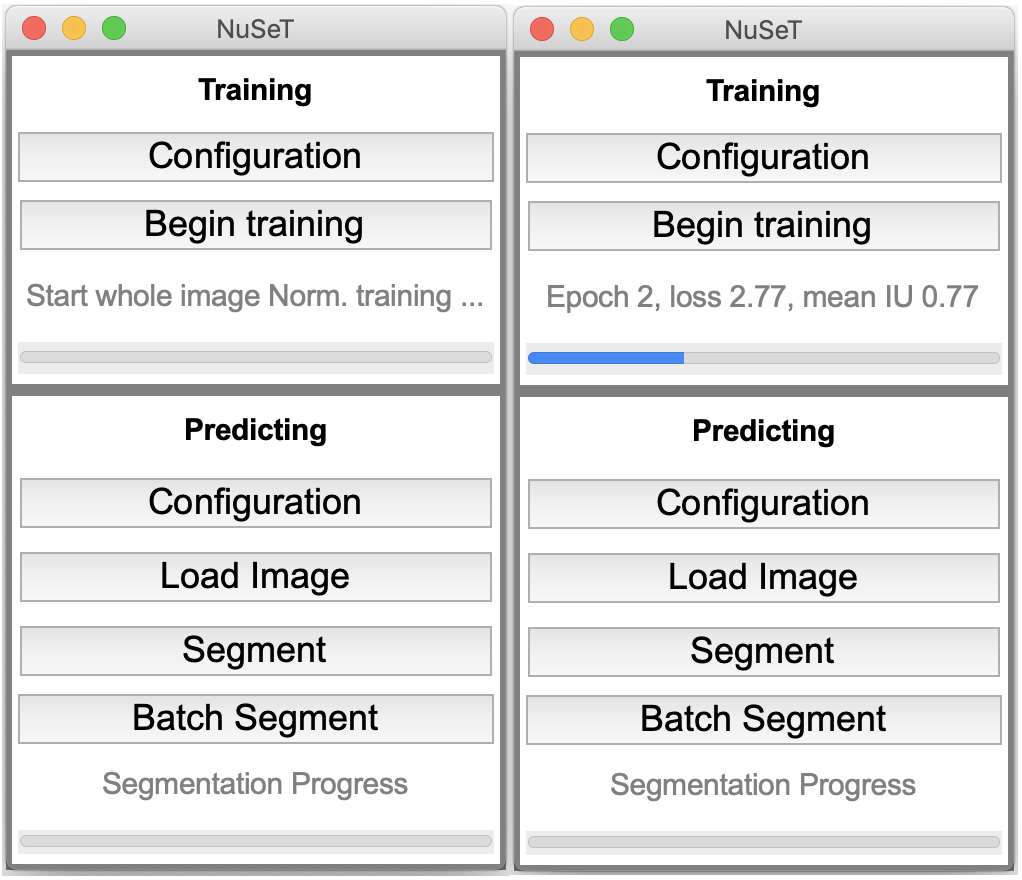 NuSeT
Training
Configuration
Begin training
Start whole image Norm. training ...
Predicting
Configuration
Load Image
Segment
Batch Segment
Segmentation Progress
NuSeT
Training
Configuration
Begin training
Epoch 2, loss 2.77, mean IU 0.77
Predicting
Configuration
Load Image
Segment
Batch Segment
Segmentation Progress